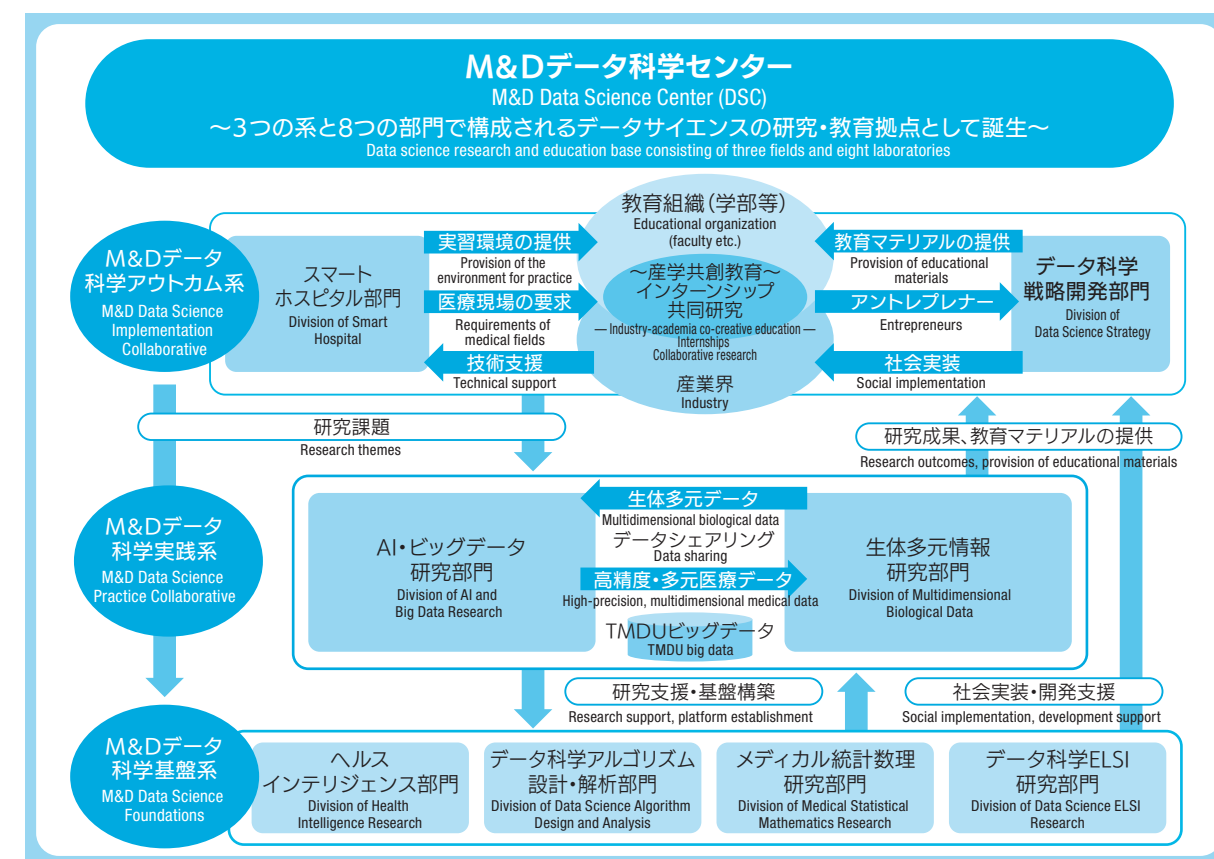 M&Dデータ科学センター
M&D Data Science Center (DSC)
～3つの系と8つの部門で構成されるデータサイエンスの研究・教育拠点として誕生～
Data science research and education base consisting of three fields and eight laboratories
M&Dデータ
科学アウトカム系
M&D Data Science
Implementation
Collaborative
スマート
ホスピタル部門
Division of Smart
Hospital
実習環境の提供
Provision of the
environment for practice
医療現場の要求
Requirements of
medical fields
技術支援
Technical support
教育組織（学部等）
Educational organization
(faculty etc.)
～産学共創教育～
インターンシップ
共同研究
— Industry-academia co-creative education —
Internships
Collaborative research
産業界
Industry
教育マテリアルの提供
Provision of educational
materials
アントレプレナー
Entrepreneurs
社会実装
Social implementation
データ科学
戦略開発部門
Division of
Data Science Strategy
研究課題
Research themes
研究成果、教育マテリアルの提供
Research outcomes, provision of educational materials
M&Dデータ
科学実践系
M&D Data Science
Practice Collaborative
AI・ビッグデータ
研究部門
Division of AI and
Big Data Research
生体多元データ
Multidimensional biological data
データシェアリング
Data sharing
高精度・多元医療データ
High-precision, multidimensional medical data
TMDUビッグデータ
TMDU big data
生体多元情報
研究部門
Division of Multidimensional
Biological Data
研究支援・基盤構築
Research support, platform establishment
社会実装・開発支援
Social implementation, development support
M&Dデータ
科学基盤系
M&D Data Science
Foundations
ヘルス
インテリジェンス部門
Division of Health
Intelligence Research
データ科学アルゴリズム
設計・解析部門
Division of Data Science Algorithm
Design and Analysis
メディカル統計数理
研究部門
Division of Medical Statistical
Mathematics Research
データ科学ELSI
研究部門
Division of Data Science ELSI
Research